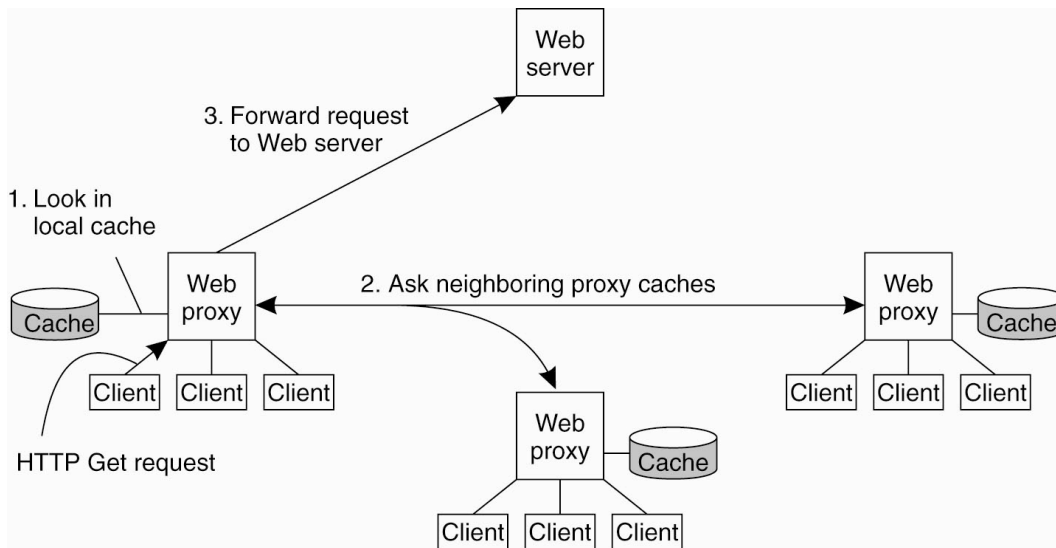 Web
server
3. Forward request
to Web server
1. Look in
local cache
Web
proxy
2. Ask neighboring proxy caches
Web
proxy
Cache
Cache
Client
Client
Client
Client
Client
Client
HTTP Get request
Web
proxy
Cache
Client
Client
Client